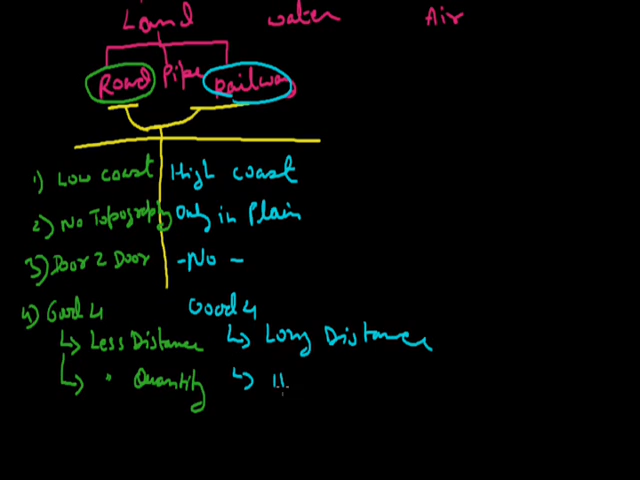 Land water Air
Road Pipe Railway
1) Low coast High coast
2) No Topography Only in Plain
3) Door 2 Door - No -
4) Good 4 Good 4
↳ Less Distance ↳ Long Distance
↳ " Quantity ↳ 11.